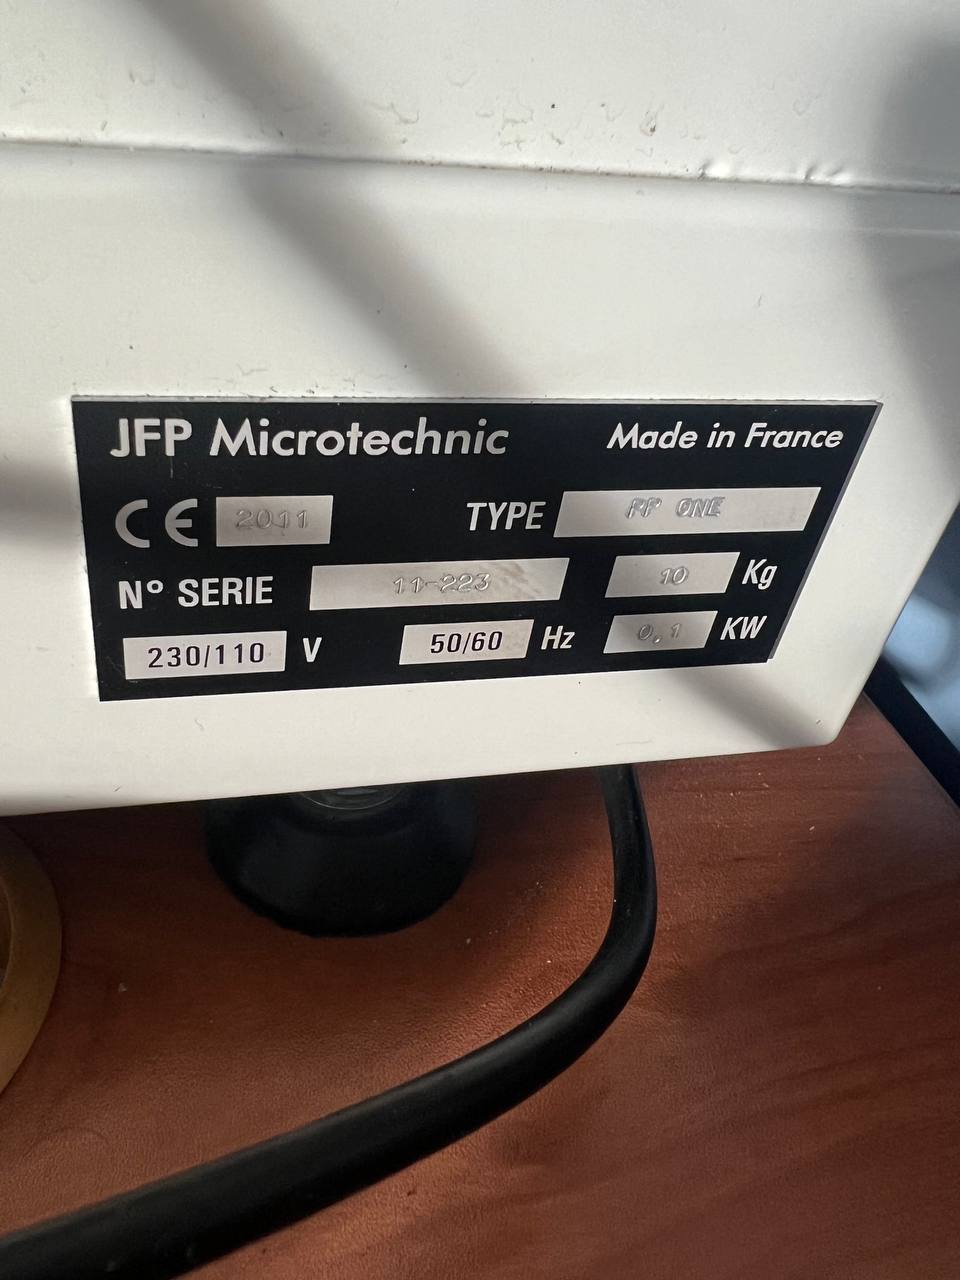 JFP Microtechnic Made in France
CE 2011 TYPE PP ONE
N° SERIE 11-223 10 Kg
230/110 V 50/60 Hz 0,1 KW